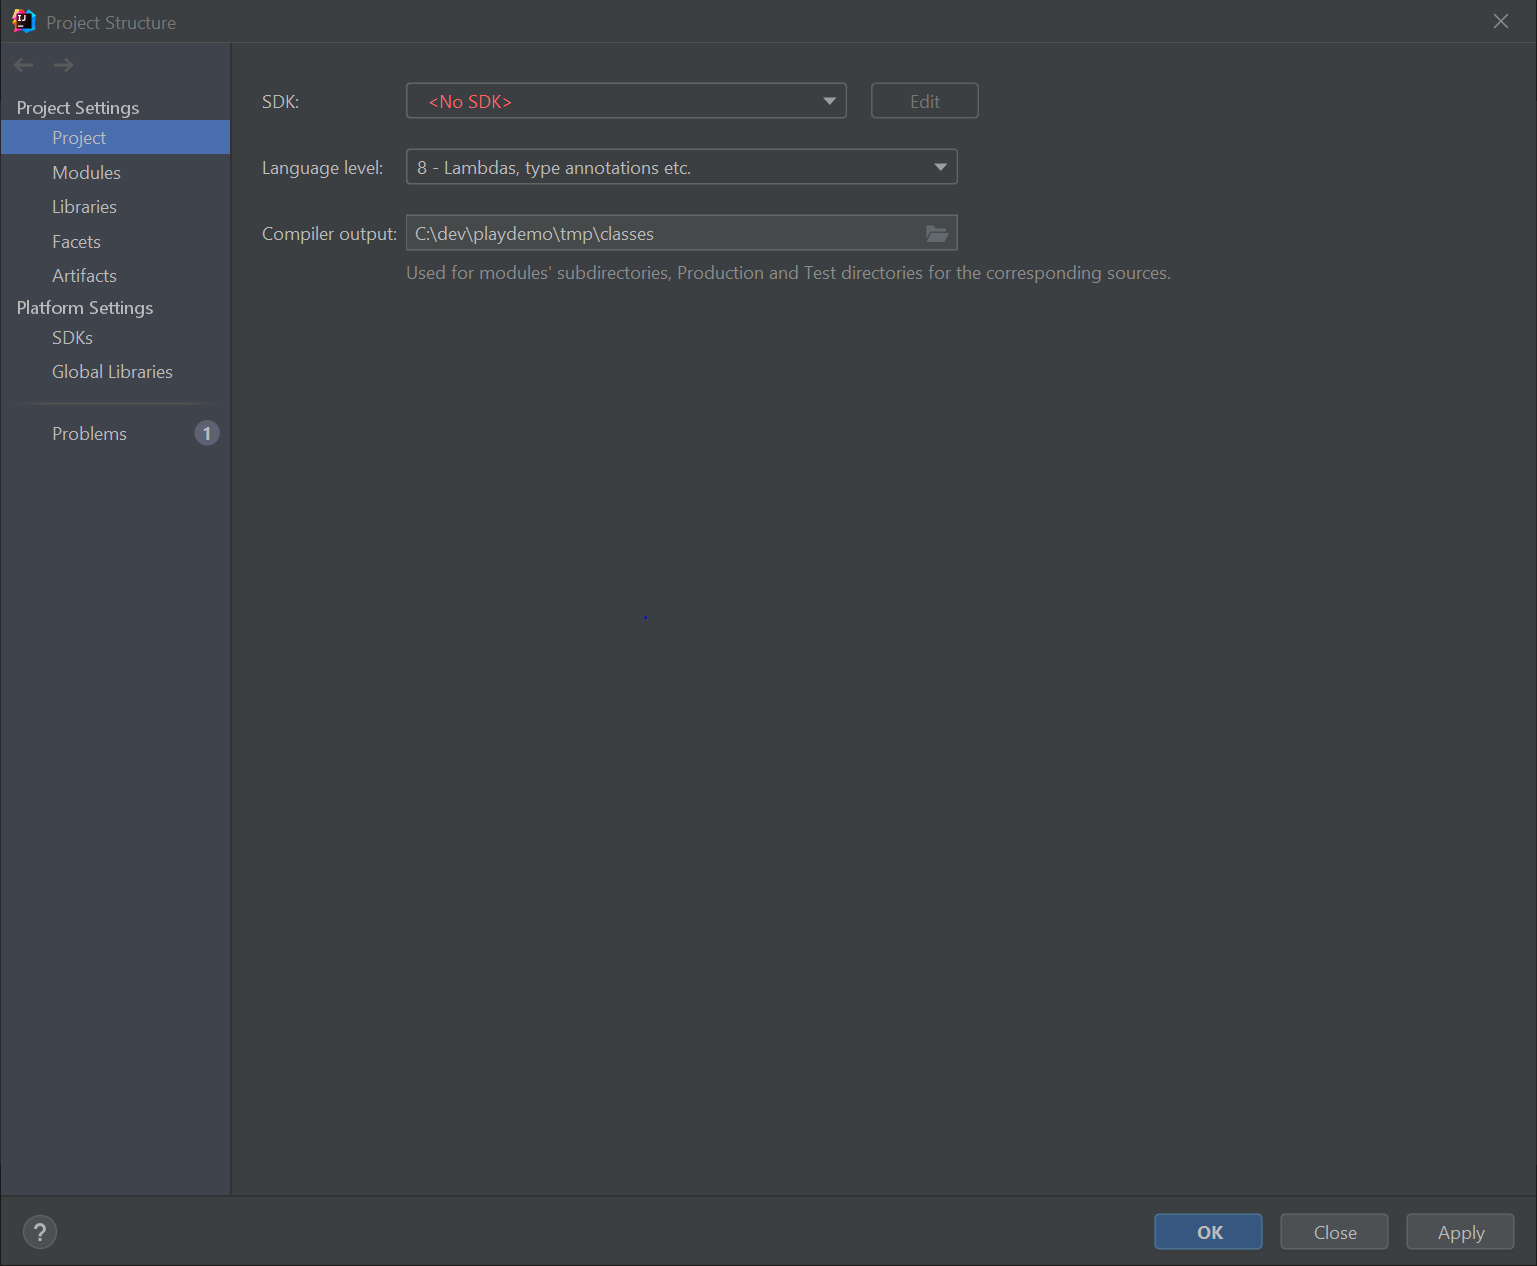 IJ
Project Structure
Project Settings
Project
Modules
Libraries
Facets
Artifacts
Platform Settings
SDKs
Global Libraries
Problems 1
SDK: <No SDK> Edit
Language level: 8 - Lambdas, type annotations etc.
Compiler output: C:\dev\playdemo\tmp\classes
Used for modules' subdirectories, Production and Test directories for the corresponding sources.
? OK Close Apply